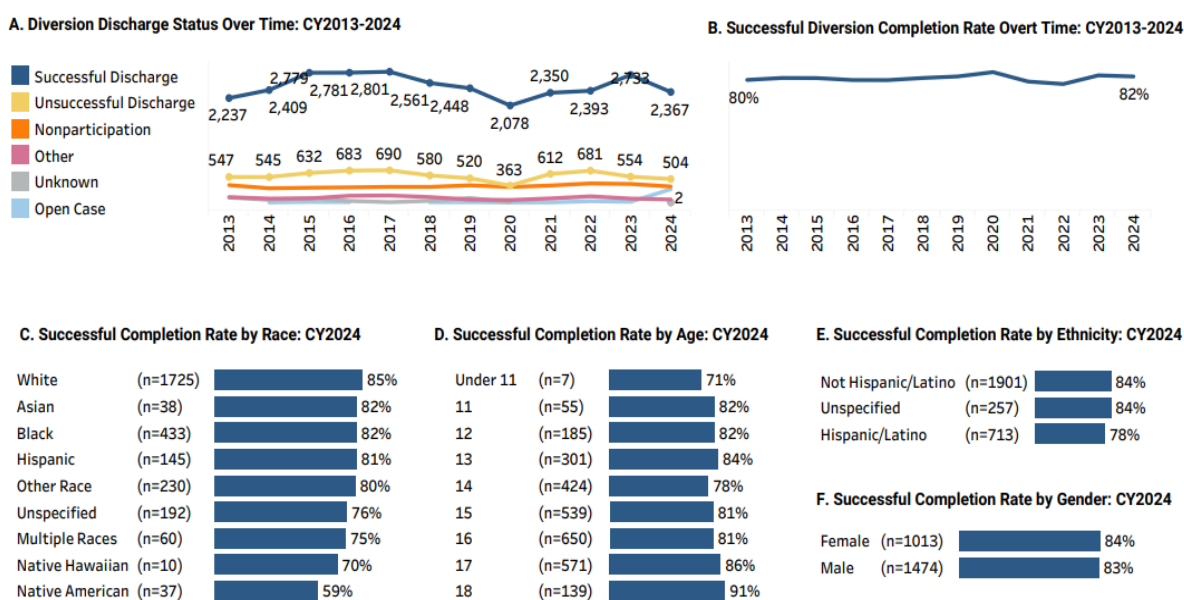 A. Diversion Discharge Status Over Time: CY2013-2024
Successful Discharge
Unsuccessful Discharge
Nonparticipation
Other
Unknown
Open Case
2,237
2,409
2,779
2,781
2,801
2,561
2,448
2,078
2,350
2,393
2,733
2,367
547 545 632 683 690 580 520 363 612 681 554 504
2
2013 2014 2015 2016 2017 2018 2019 2020 2021 2022 2023 2024
B. Successful Diversion Completion Rate Overt Time: CY2013-2024
80%
82%
2013 2014 2015 2016 2017 2018 2019 2020 2021 2022 2023 2024
C. Successful Completion Rate by Race: CY2024
White (n=1725) 85%
Asian (n=38) 82%
Black (n=433) 82%
Hispanic (n=145) 81%
Other Race (n=230) 80%
Unspecified (n=192) 76%
Multiple Races (n=60) 75%
Native Hawaiian (n=10) 70%
Native American (n=37) 59%
D. Successful Completion Rate by Age: CY2024
Under 11 (n=7) 71%
11 (n=55) 82%
12 (n=185) 82%
13 (n=301) 84%
14 (n=424) 78%
15 (n=539) 81%
16 (n=650) 81%
17 (n=571) 86%
18 (n=139) 91%
E. Successful Completion Rate by Ethnicity: CY2024
Not Hispanic/Latino (n=1901) 84%
Unspecified (n=257) 84%
Hispanic/Latino (n=713) 78%
F. Successful Completion Rate by Gender: CY2024
Female (n=1013) 84%
Male (n=1474) 83%